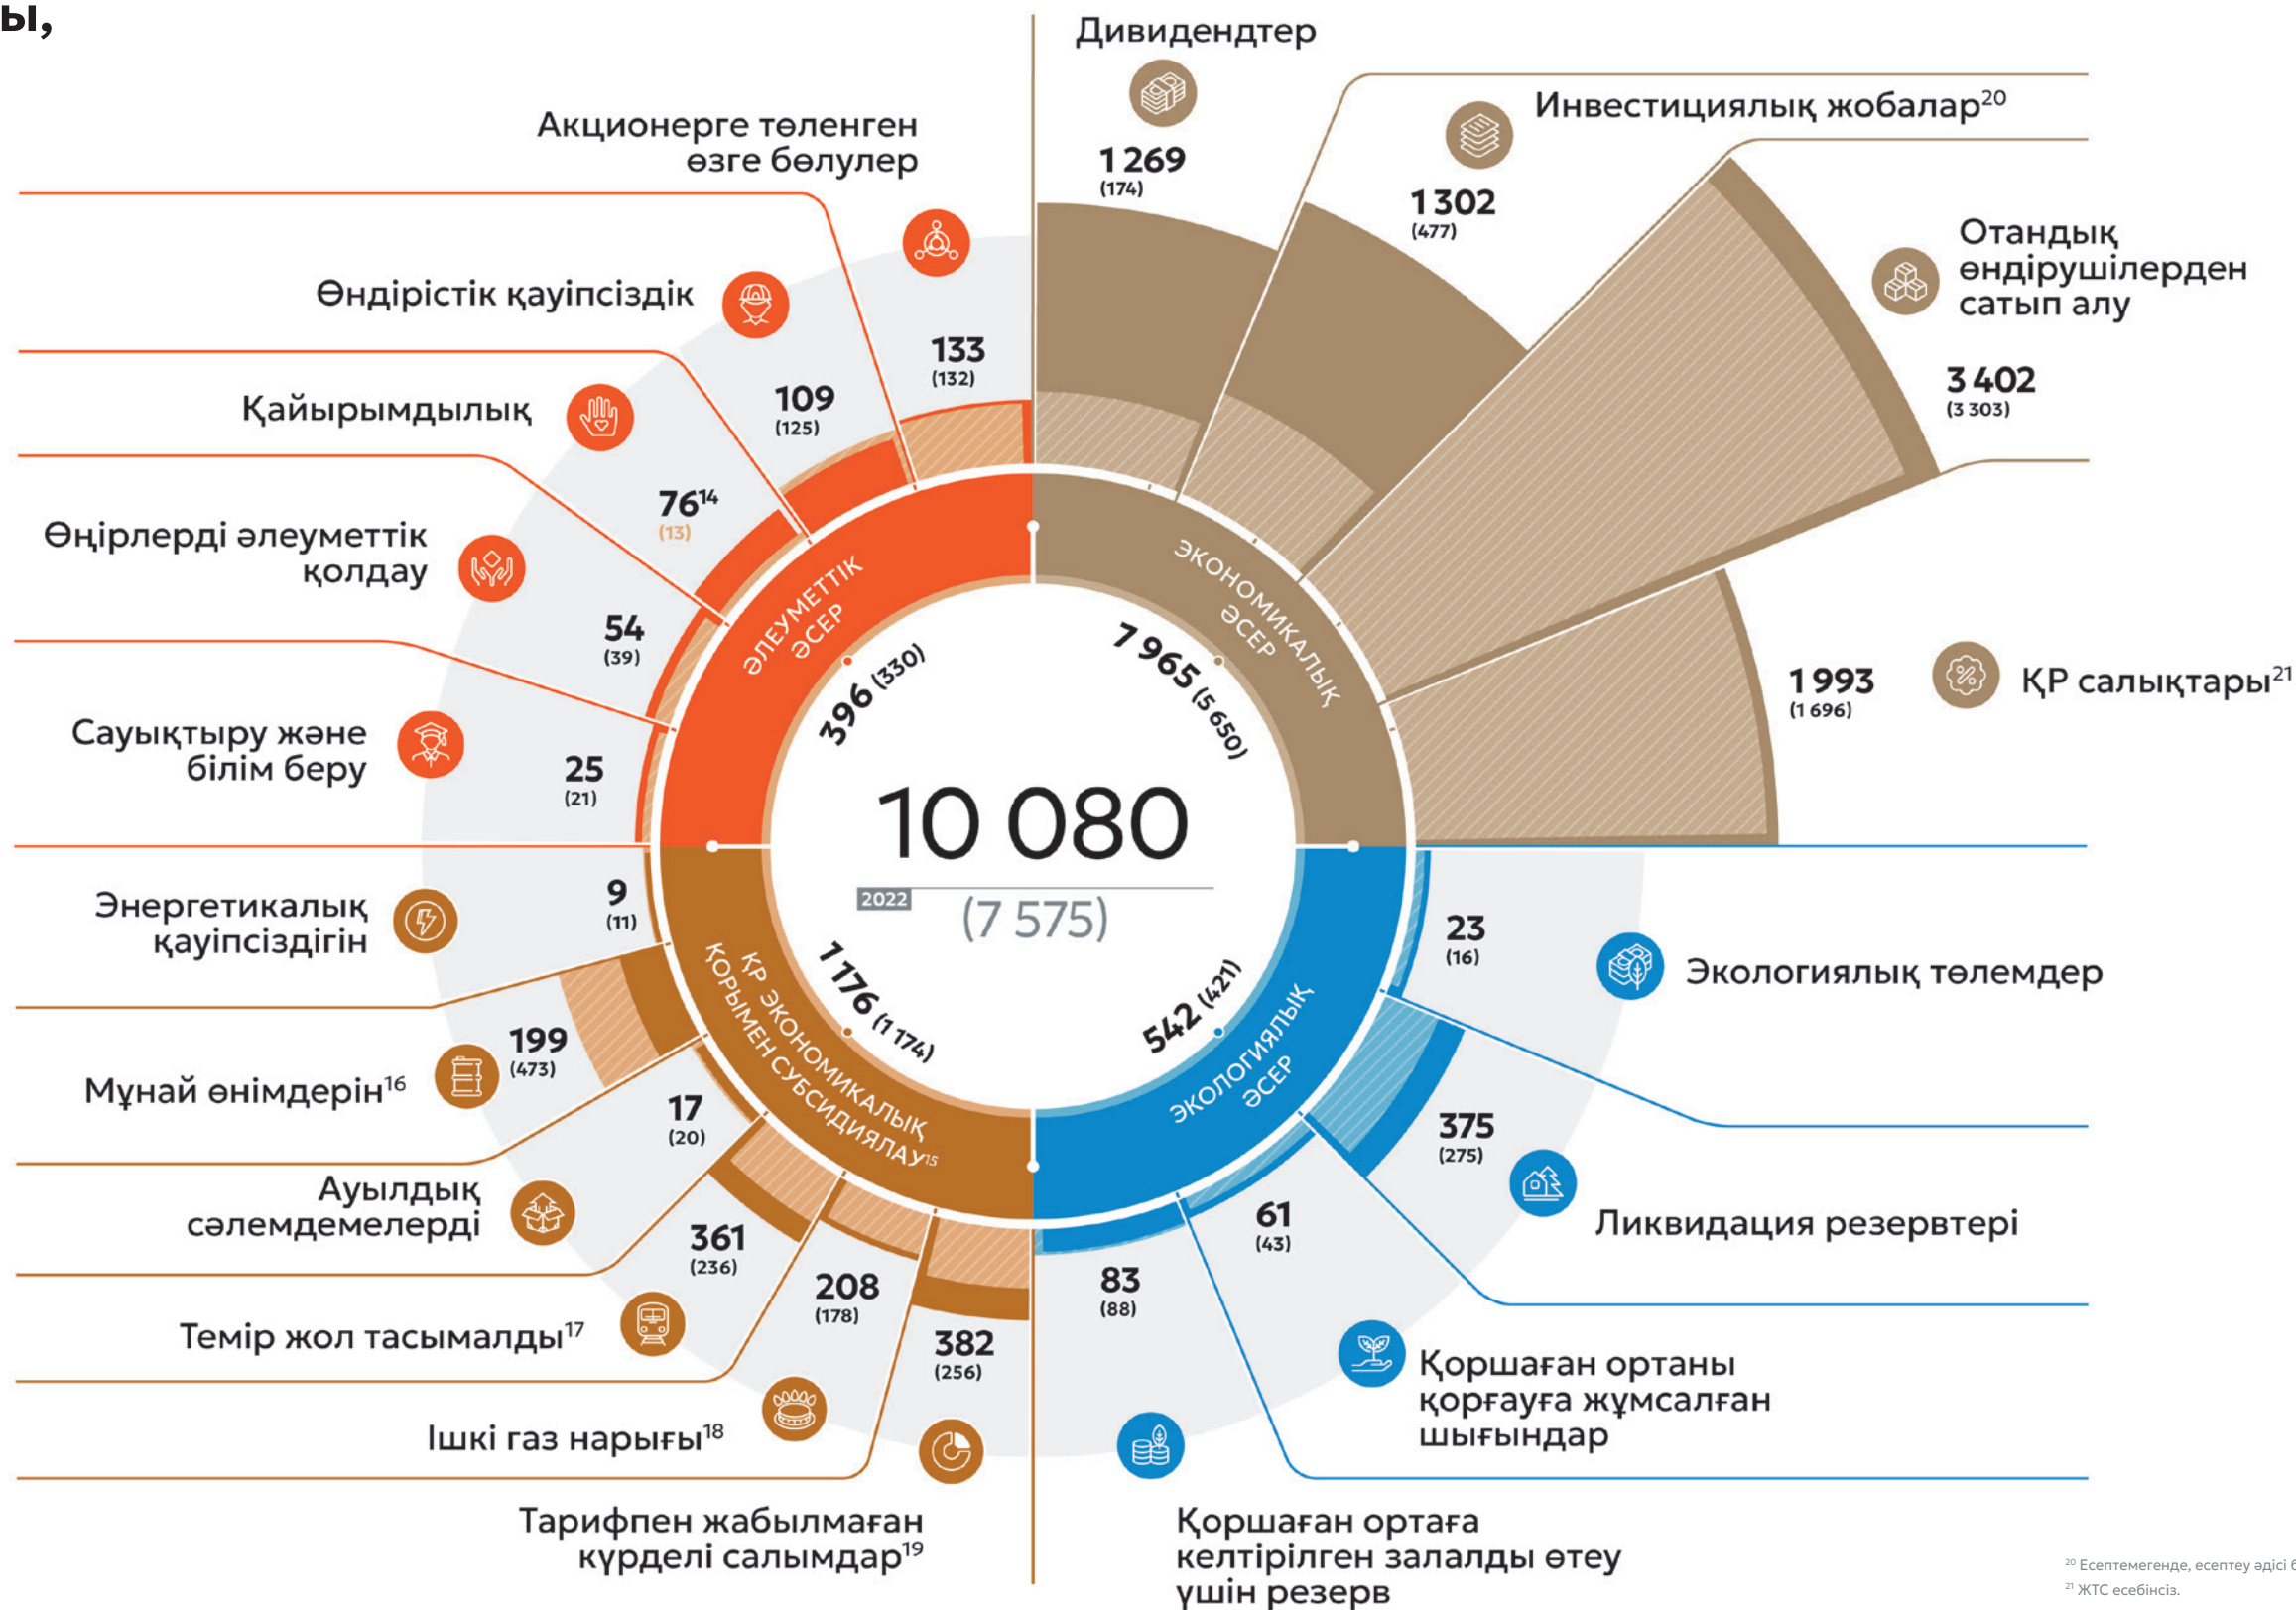 ы,
Дивидендтер
1 269
(174)
Инвестициялық жобалар20
1 302
(477)
Отандық
өндірушілерден
сатып алу
3 402
(3 303)
1 993
(1 696)
ҚР салықтары21
Акционерге төленген
өзге бөлулер
133
(132)
Өндірістік қауіпсіздік
109
(125)
Қайырымдылық
7614
(13)
Өңірлерді әлеуметтік
қолдау
54
(39)
Сауықтыру және
білім беру
25
(21)
ӘЛЕУМЕТТІК
ӘСЕР
396 (330)
ЭКОНОМИКАЛЫҚ
ӘСЕР
7 965 (5 650)
10 080
2022
(7 575)
1 176 (1 174)
ҚР ЭКОНОМИКАЛЫҚ
ҚОРЫМЕН СУБСИДИЯЛАУ15
542 (421)
ЭКОЛОГИЯЛЫҚ
ӘСЕР
Энергетикалық
қауіпсіздігін
9
(11)
Мұнай өнімдерін16
199
(473)
Ауылдық
сәлемдемелерді
17
(20)
Темір жол тасымалды17
361
(236)
Ішкі газ нарығы18
208
(178)
Тарифпен жабылмаған
күрделі салымдар19
382
(256)
23
(16)
Экологиялық төлемдер
375
(275)
Ликвидация резервтері
61
(43)
Қоршаған ортаны
қорғауға жұмсалған
шығындар
83
(88)
Қоршаған ортаға
келтірілген залалды өтеу
үшін резерв
20 Есептемегенде, есептеу әдісі б
21 ЖТС есебінсіз.